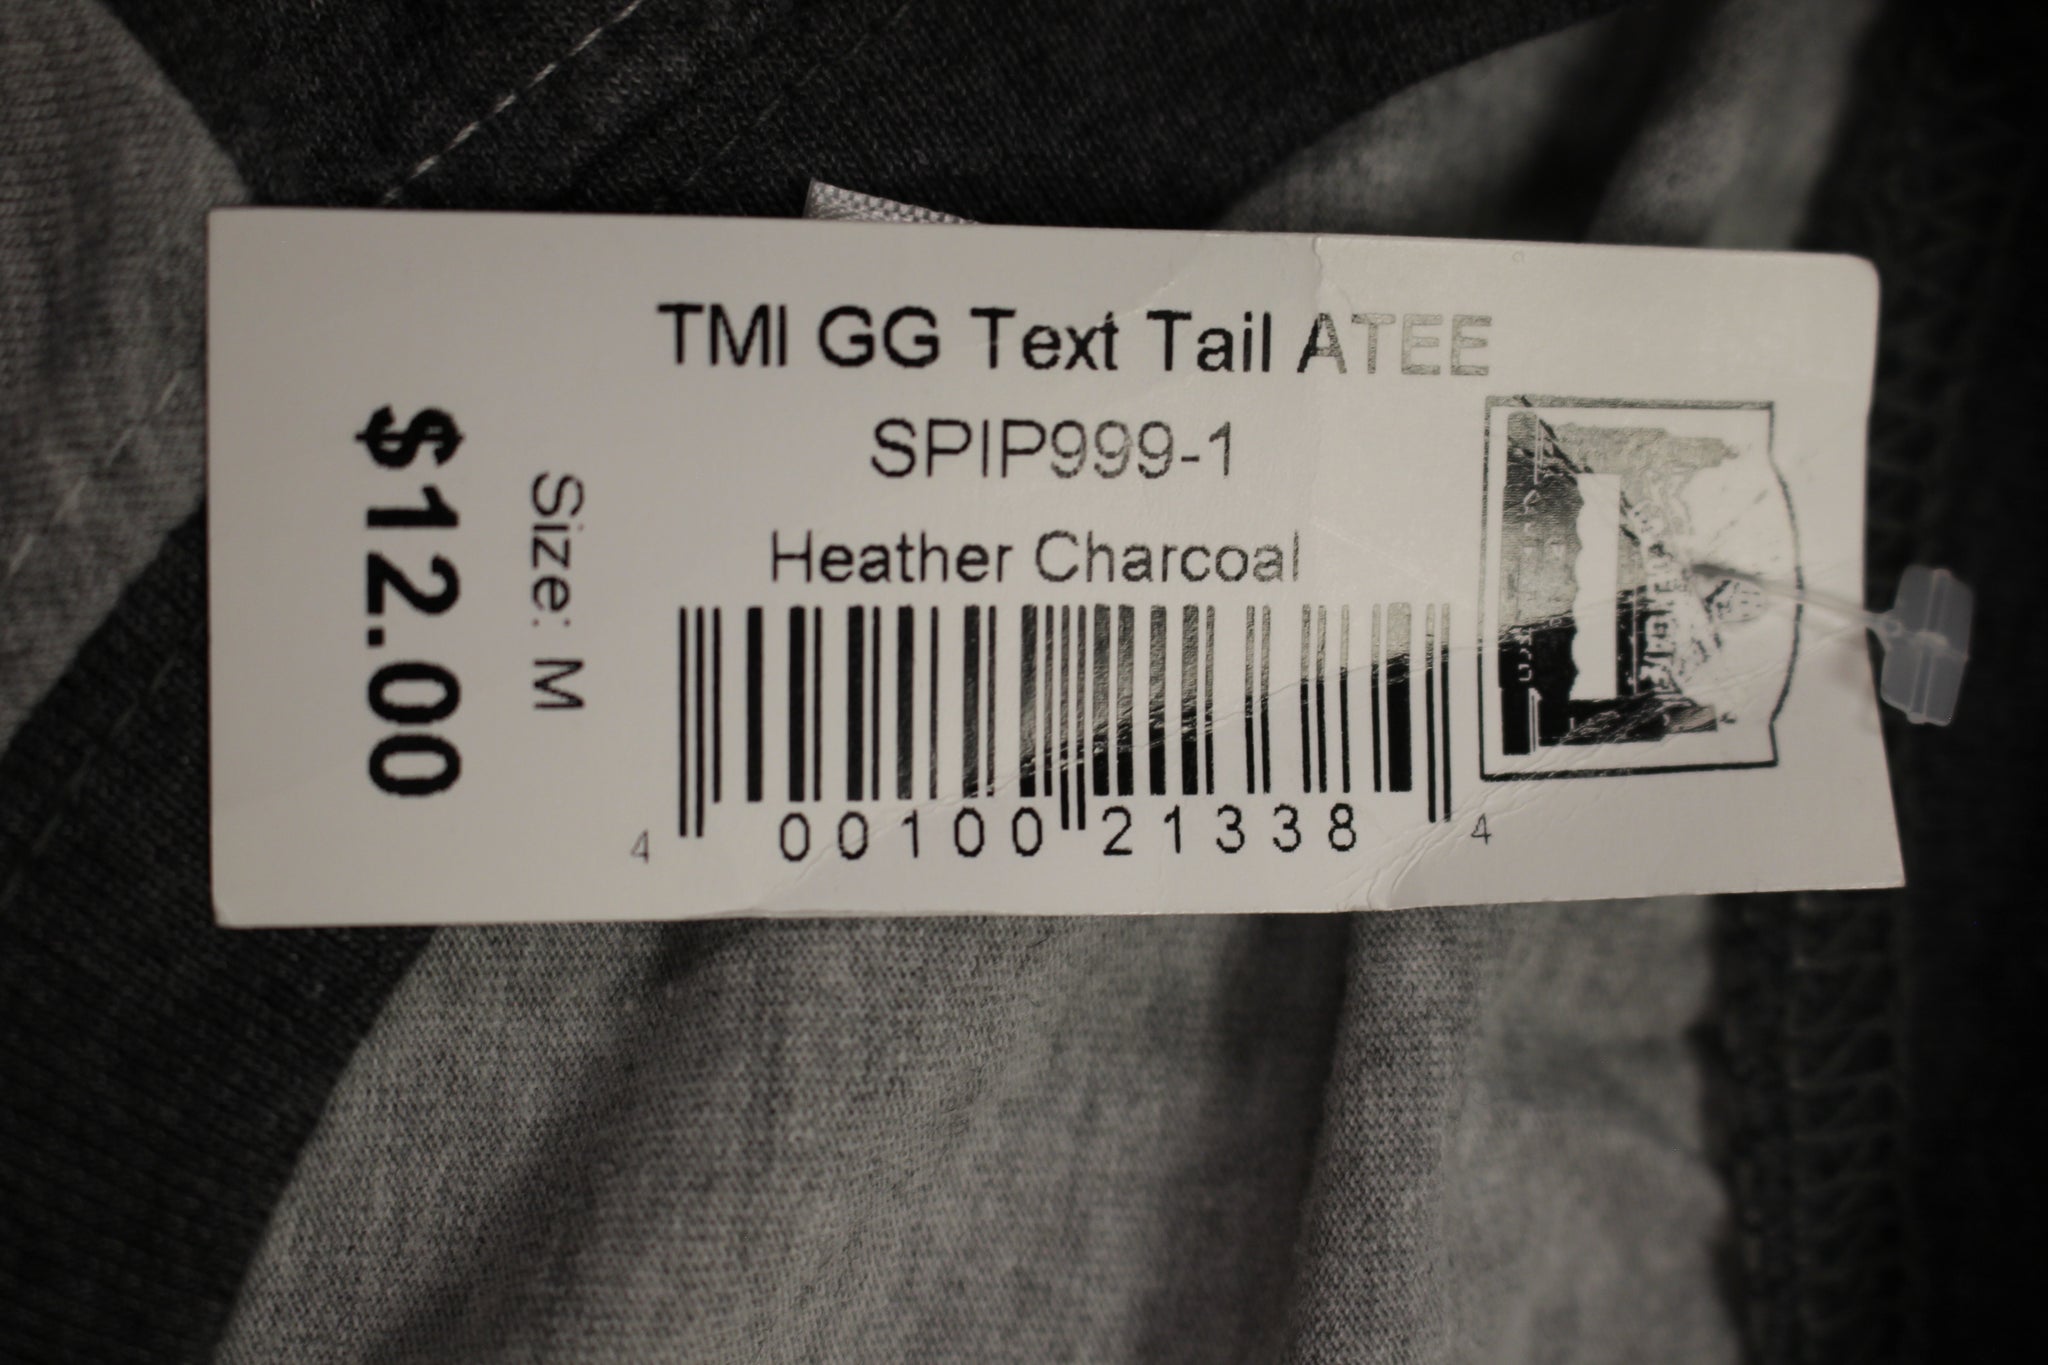 TMI GG Text Tail ATEE
SPIP999-1
Heather Charcoal
4 00100 21338 4
Size: M
$12.00